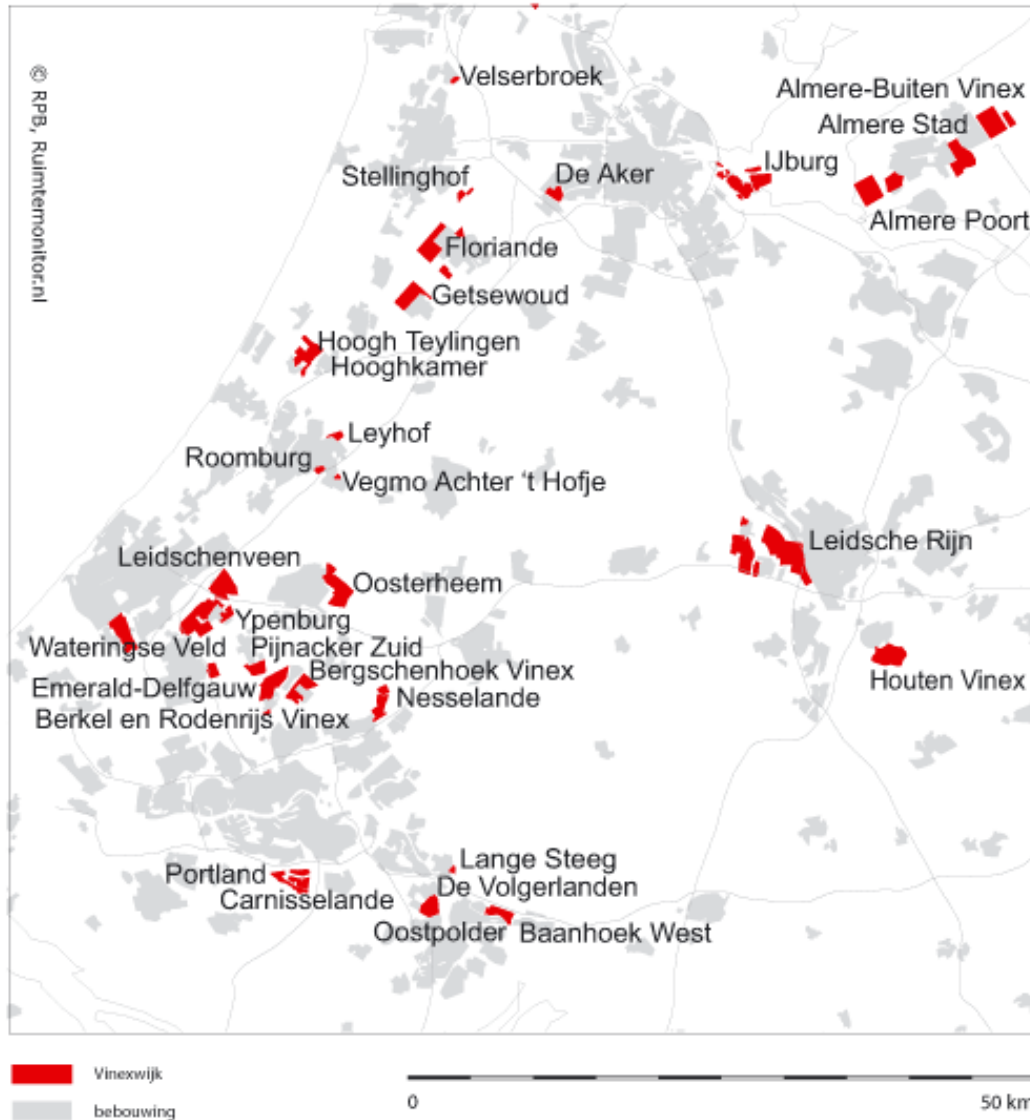 © RPB, Ruimtemonitor.nl
Velserbroek
Almere-Buiten Vinex
Almere Stad
IJburg
De Aker
Stellinghof
Almere Poort
Floriande
Getsewoud
Hoogh Teylingen
Hooghkamer
Leyhof
Roomburg
Vegmo Achter ‘t Hofje
Leidsche Rijn
Leidschenveen
Oosterheem
Ypenburg
Wateringse Veld
Pijnacker Zuid
Bergschenhoek Vinex
Houten Vinex
Emerald-Delfgauw
Nesselande
Berkel en Rodenrijs Vinex
Lange Steeg
Portland
De Volgerlanden
Carnisselande
Oostpolder
Baanhoek West
Vinexwijk
bebouwing
0
50 km